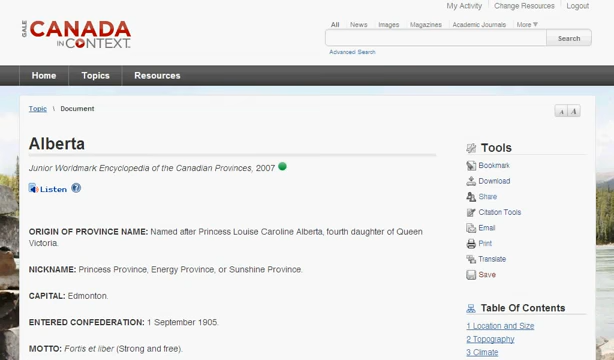 My Activity Change Resources Logout
GALE CANADA IN CONTEXT
All News Images Magazines Academic Journals More
Search
Advanced Search
Home Topics Resources
Topic \ Document
A A
Alberta
Junior Worldmark Encyclopedia of the Canadian Provinces, 2007
Listen ?
ORIGIN OF PROVINCE NAME: Named after Princess Louise Caroline Alberta, fourth daughter of Queen
Victoria.
NICKNAME: Princess Province, Energy Province, or Sunshine Province.
CAPITAL: Edmonton.
ENTERED CONFEDERATION: 1 September 1905.
MOTTO: Fortis et liber (Strong and free).
Tools
Bookmark
Download
Share
Citation Tools
Email
Print
Translate
Save
Table Of Contents
1 Location and Size
2 Topography
3 Climate